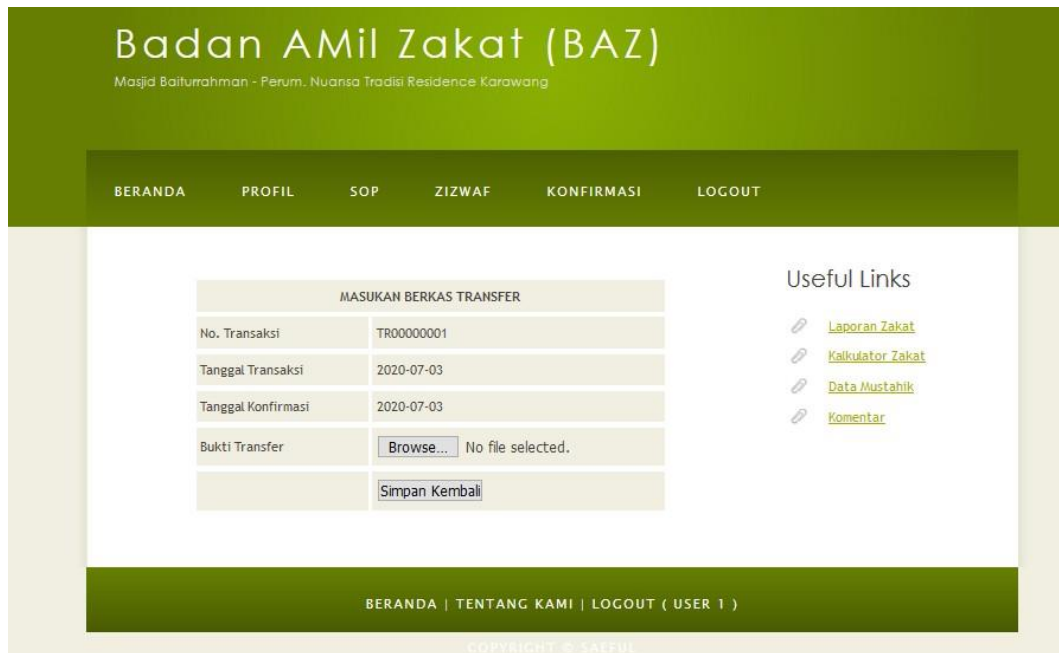 Badan AMil Zakat (BAZ)
Masjid Baiturrahman - Perum. Nuansa Tradisi Residence Karawang
BERANDA PROFIL SOP ZIZWAF KONFIRMASI LOGOUT
MASUKAN BERKAS TRANSFER
No. Transaksi TR00000001
Tanggal Transaksi 2020-07-03
Tanggal Konfirmasi 2020-07-03
Bukti Transfer Browse... No file selected.
Simpan Kembali
Useful Links
Laporan Zakat
Kalkulator Zakat
Data Mustahik
Komentar
BERANDA | TENTANG KAMI | LOGOUT ( USER 1 )
COPYRIGHT © SAEFUL